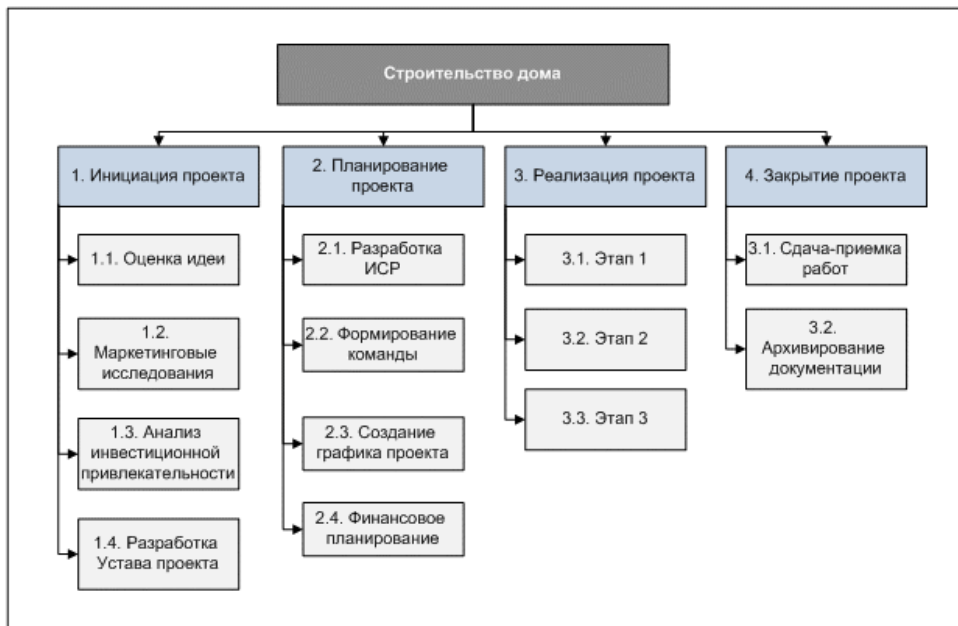 Строительство дома
1. Инициация проекта
2. Планирование
проекта
3. Реализация проекта
4. Закрытие проекта
1.1. Оценка идеи
1.2.
Маркетинговые
исследования
1.3. Анализ
инвестиционной
привлекательности
1.4. Разработка
Устава проекта
2.1. Разработка
ИСР
2.2. Формирование
команды
2.3. Создание
графика проекта
2.4. Финансовое
планирование
3.1. Этап 1
3.2. Этап 2
3.3. Этап 3
3.1. Сдача-приемка
работ
3.2.
Архивирование
документации